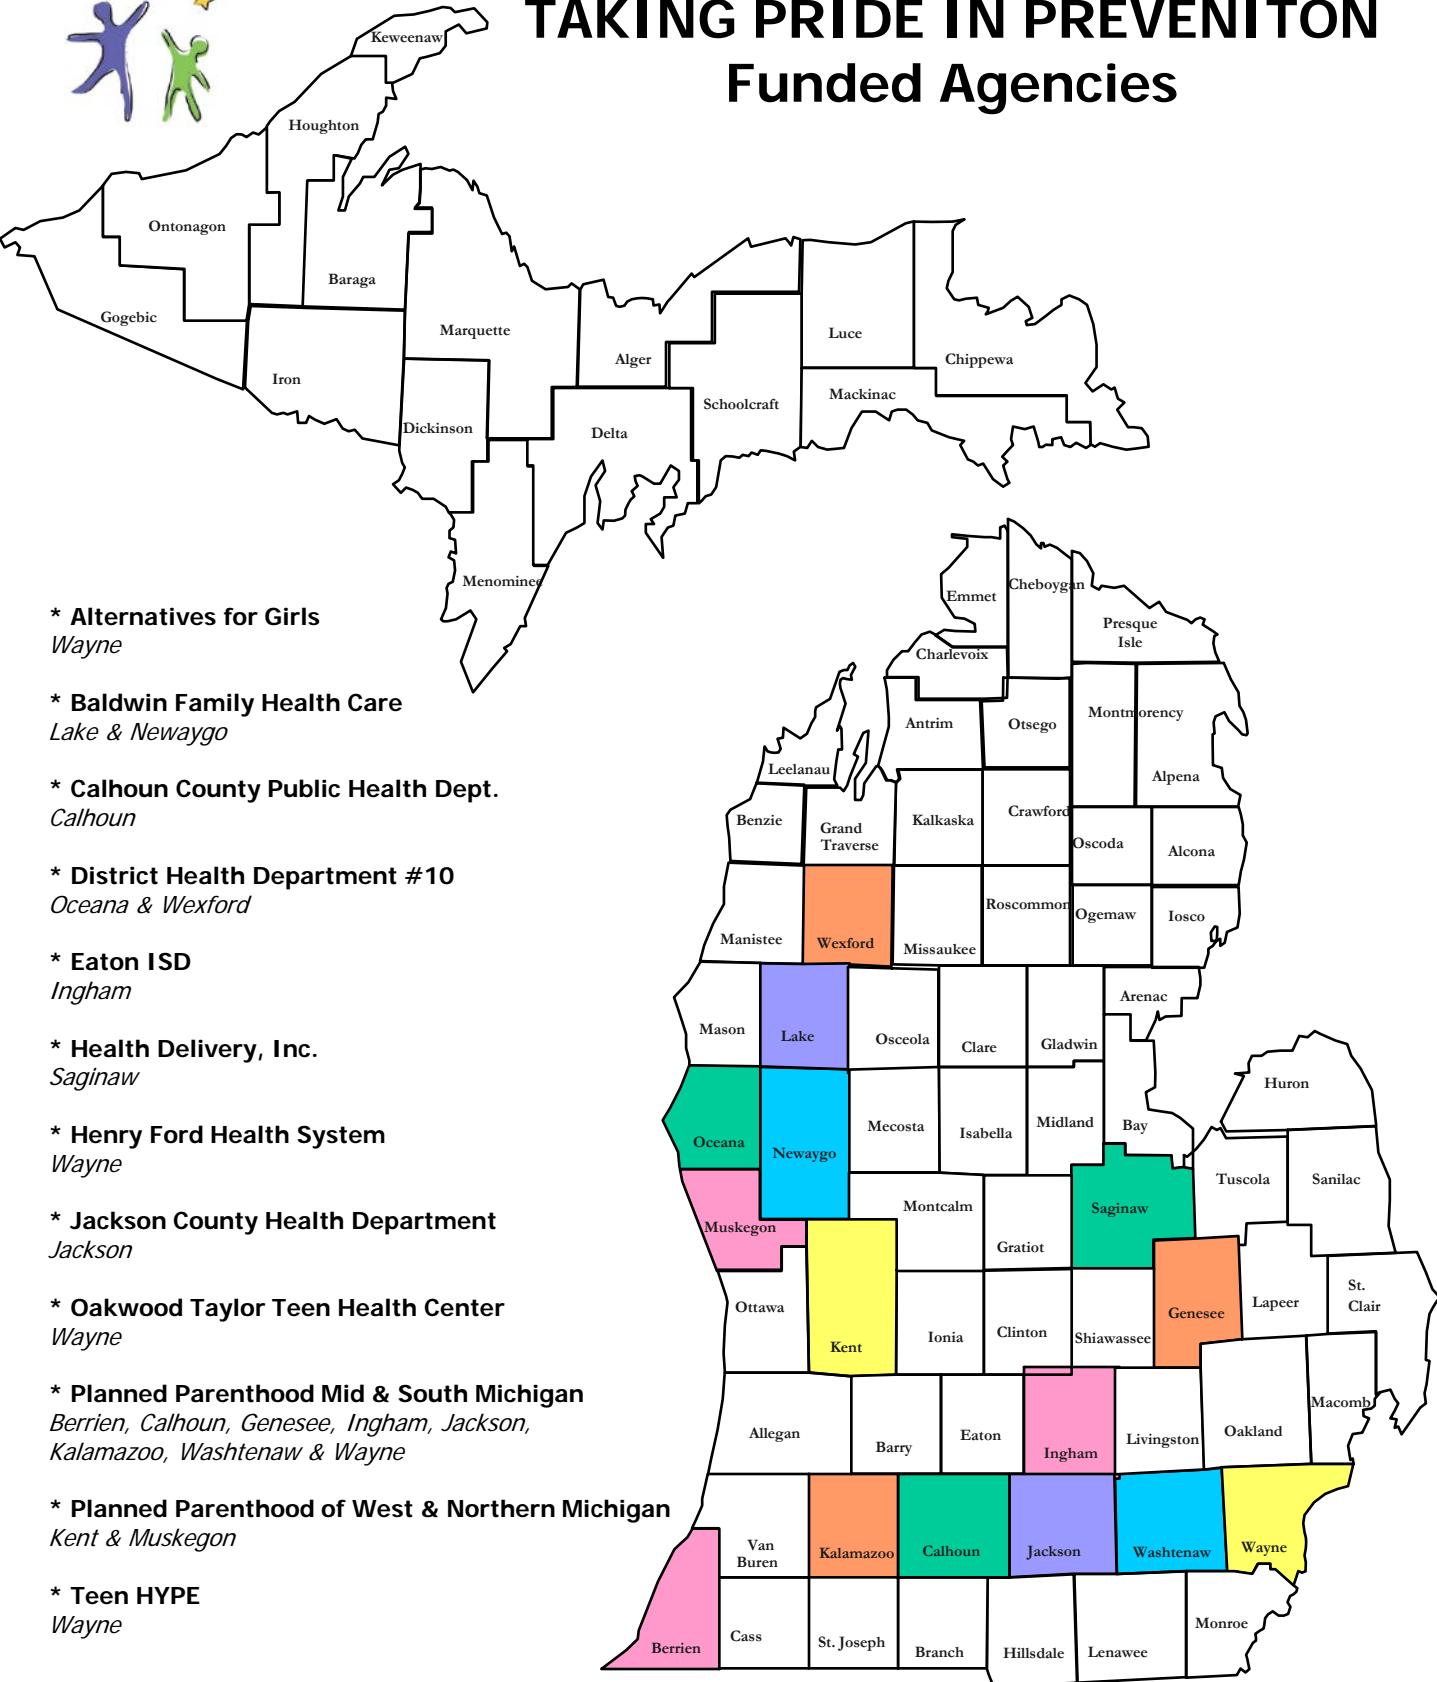 TAKING PRIDE IN PREVENITON
Funded Agencies
Keweenaw
Houghton
Ontonagon
Baraga
Gogebic
Marquette
Iron
Alger
Luce
Chippewa
Schoolcraft
Mackinac
Dickinson
Delta
Menominee
* Alternatives for Girls
Wayne
* Baldwin Family Health Care
Lake & Newaygo
* Calhoun County Public Health Dept.
Calhoun
* District Health Department #10
Oceana & Wexford
* Eaton ISD
Ingham
* Health Delivery, Inc.
Saginaw
* Henry Ford Health System
Wayne
* Jackson County Health Department
Jackson
* Oakwood Taylor Teen Health Center
Wayne
* Planned Parenthood Mid & South Michigan
Berrien, Calhoun, Genesee, Ingham, Jackson,
Kalamazoo, Washtenaw & Wayne
* Planned Parenthood of West & Northern Michigan
Kent & Muskegon
* Teen HYPE
Wayne
Emmet
Cheboygan
Presque
Isle
Charlevoix
Antrim
Otsego
Montmorency
Alpena
Leelanau
Benzie
Grand
Traverse
Kalkaska
Crawford
Oscoda
Alcona
Manistee
Wexford
Missaukee
Roscommon
Ogemaw
Iosco
Mason
Lake
Osceola
Clare
Gladwin
Arenac
Huron
Oceana
Newaygo
Mecosta
Isabella
Midland
Bay
Tuscola
Sanilac
Muskegon
Montcalm
Gratiot
Saginaw
Ottawa
Kent
Ionia
Clinton
Shiawassee
Genesee
Lapeer
St.
Clair
Allegan
Barry
Eaton
Ingham
Livingston
Oakland
Macomb
Van
Buren
Kalamazoo
Calhoun
Jackson
Washtenaw
Wayne
Berrien
Cass
St. Joseph
Branch
Hillsdale
Lenawee
Monroe